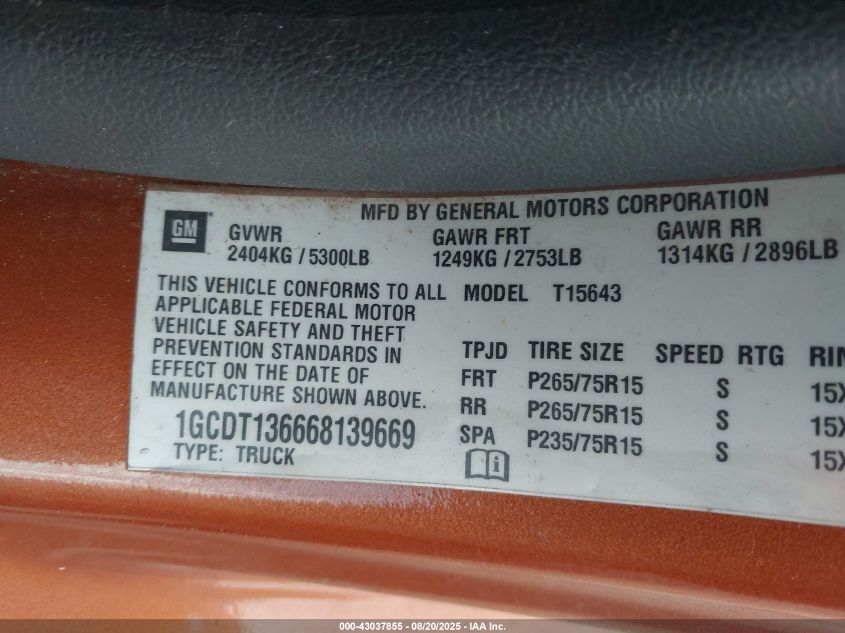 MFD BY GENERAL MOTORS CORPORATION
GM
GVWR GAWR FRT GAWR RR
2404KG / 5300LB 1249KG / 2753LB 1314KG / 2896LB
THIS VEHICLE CONFORMS TO ALL
APPLICABLE FEDERAL MOTOR
VEHICLE SAFETY AND THEFT
PREVENTION STANDARDS IN
EFFECT ON THE DATE OF
MANUFACTURE SHOWN ABOVE.
1GCDT136668139669
TYPE: TRUCK
MODEL T15643
TPJD TIRE SIZE SPEED RTG RIN
FRT P265/75R15 S 15X
RR P265/75R15 S 15X
SPA P235/75R15 S 15X
000-43037855 - 08/20/2025 - IAA Inc.